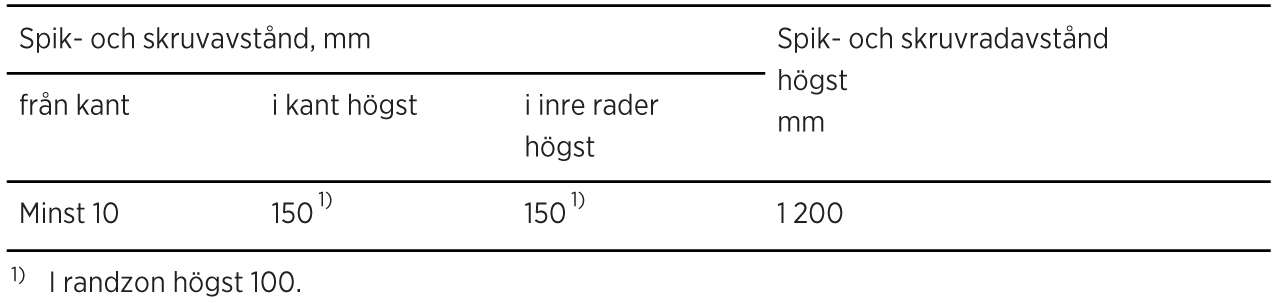 Spik- och skruvavstånd, mm
Spik- och skruvradavstånd
högst
mm
från kant
i kant högst
i inre rader
högst
Minst 10
150 1)
150 1)
1 200
1) I randzon högst 100.